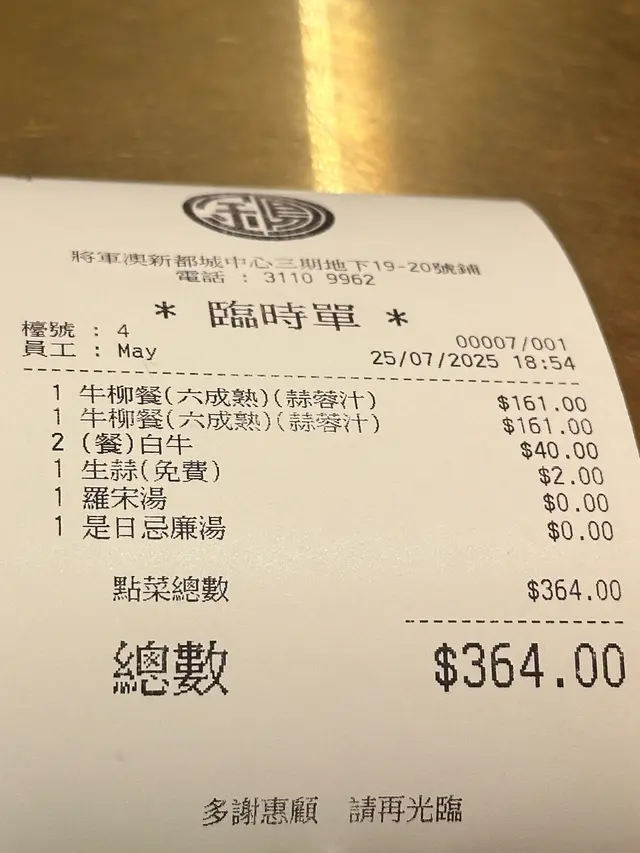 將軍澳新都城中心三期地下19-20號鋪
電話 : 3110 9962
* 臨時單 *
檯號 : 4 00007/001
員工 : May 25/07/2025 18:54
1 牛柳餐(六成熟)(蒜蓉汁) $161.00
1 牛柳餐(六成熟)(蒜蓉汁) $161.00
2 (餐)白牛 $40.00
1 生蒜(免費) $2.00
1 羅宋湯 $0.00
1 是日忌廉湯 $0.00
點菜總數 $364.00
總數 $364.00
多謝惠顧 請再光臨